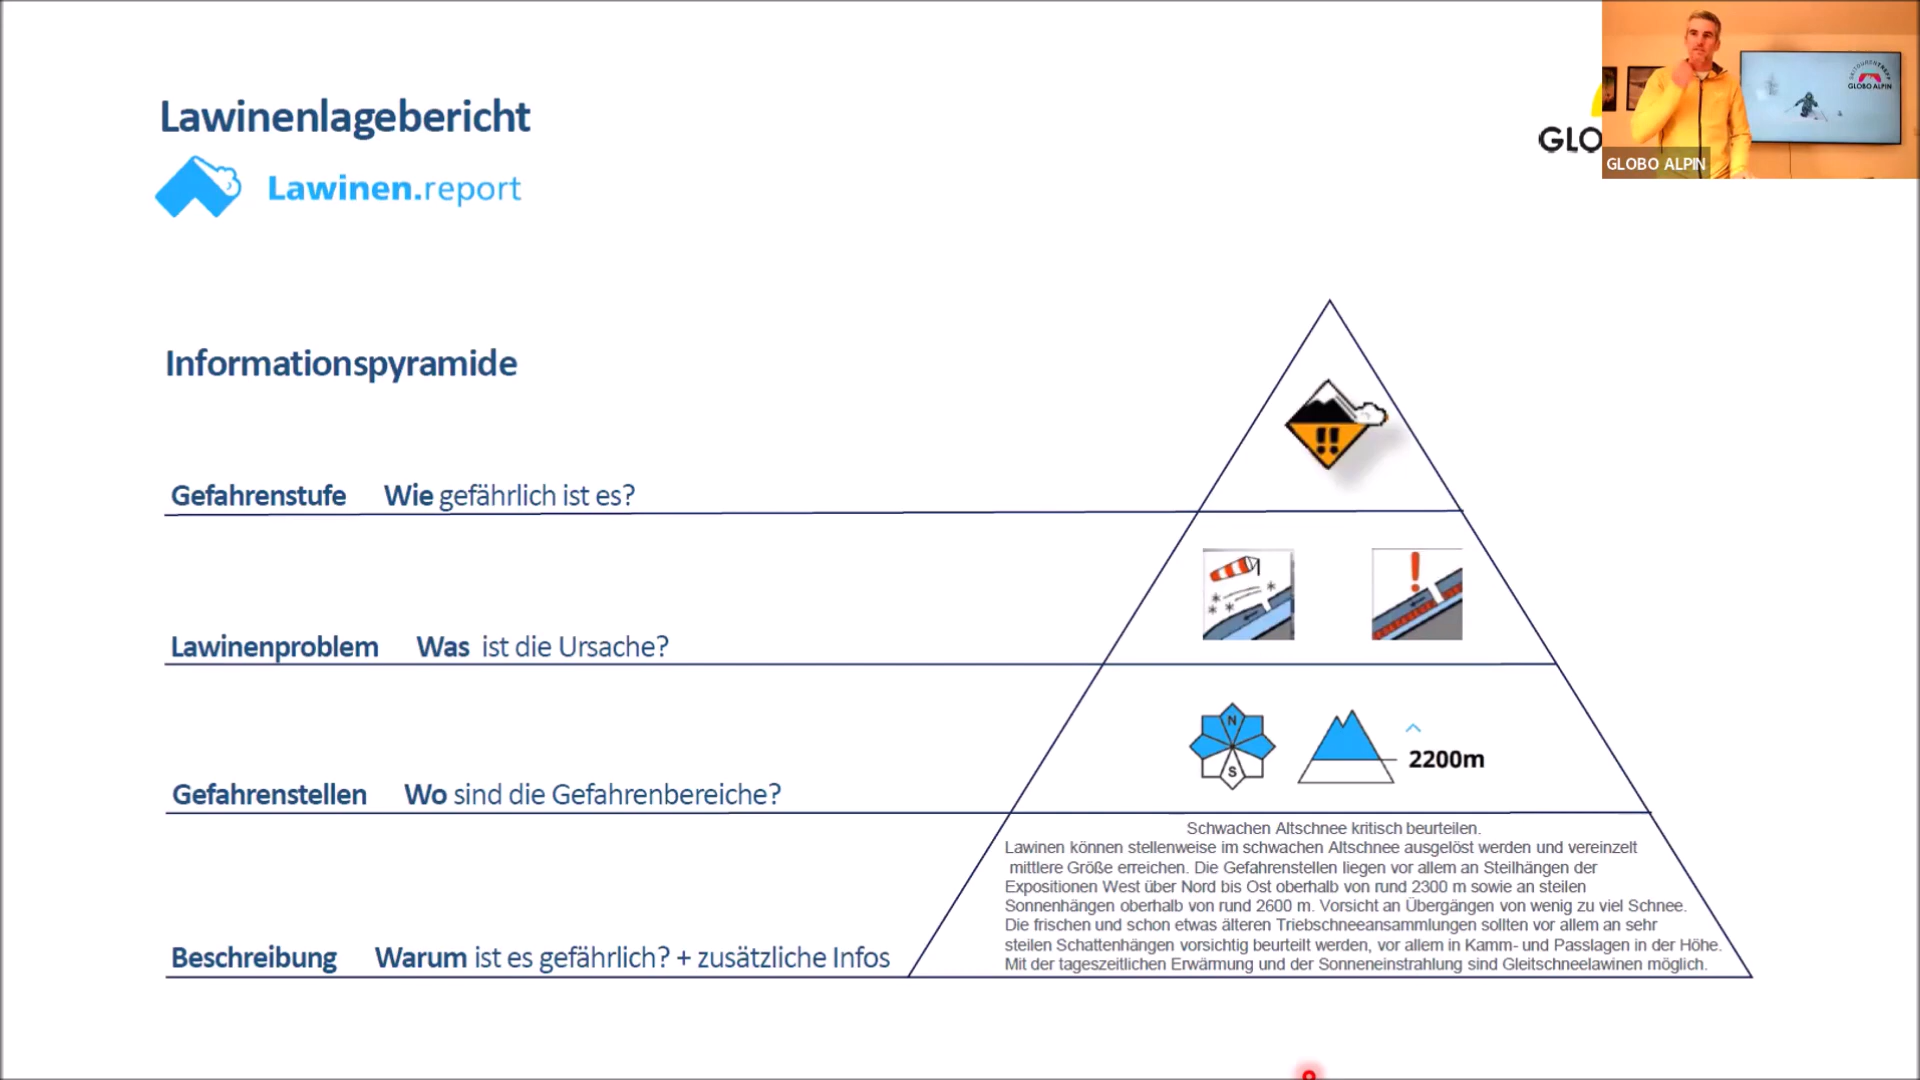 Lawinenlagebericht
Lawinen.report
GLO
GLOBO ALPIN
GLOBO ALPIN
Informationspyramide
Gefahrenstufe Wie gefährlich ist es?
Lawinenproblem Was ist die Ursache?
N
S
2200m
Gefahrenstellen Wo sind die Gefahrenbereiche?
Schwachen Altschnee kritisch beurteilen.
Lawinen können stellenweise im schwachen Altschnee ausgelöst werden und vereinzelt
mittlere Größe erreichen. Die Gefahrenstellen liegen vor allem an Steilhängen der
Expositionen West über Nord bis Ost oberhalb von rund 2300 m sowie an steilen
Sonnenhängen oberhalb von rund 2600 m. Vorsicht an Übergängen von wenig zu viel Schnee.
Die frischen und schon etwas älteren Triebschneeansammlungen sollten vor allem an sehr
steilen Schattenhängen vorsichtig beurteilt werden, vor allem in Kamm- und Passlagen in der Höhe.
Mit der tageszeitlichen Erwärmung und der Sonneneinstrahlung sind Gleitschneelawinen möglich.
Beschreibung Warum ist es gefährlich? + zusätzliche Infos